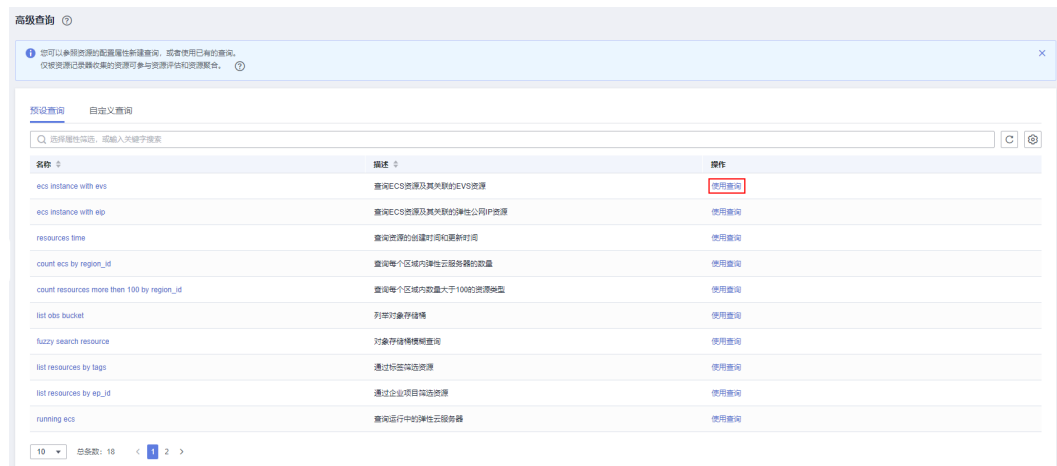 高级查询
您可以参照资源的配置属性新建查询，或者使用已有的查询。
仅被资源记录器收集的资源可参与资源评估和资源聚合。
预设查询 自定义查询
选择属性筛选，或输入关键字搜索
名称 描述 操作
ecs instance with evs 查询ECS资源及其关联的EVS资源 使用查询
ecs instance with eip 查询ECS资源及其关联的弹性公网IP资源 使用查询
resources time 查询资源的创建时间和更新时间 使用查询
count ecs by region_id 查询每个区域内弹性云服务器的数量 使用查询
count resources more then 100 by region_id 查询每个区域内数量大于100的资源类型 使用查询
list obs bucket 列举对象存储桶 使用查询
fuzzy search resource 对象存储桶模糊查询 使用查询
list resources by tags 通过标签筛选资源 使用查询
list resources by ep_id 通过企业项目筛选资源 使用查询
running ecs 查询运行中的弹性云服务器 使用查询
10 总条数：18 < 1 2 >